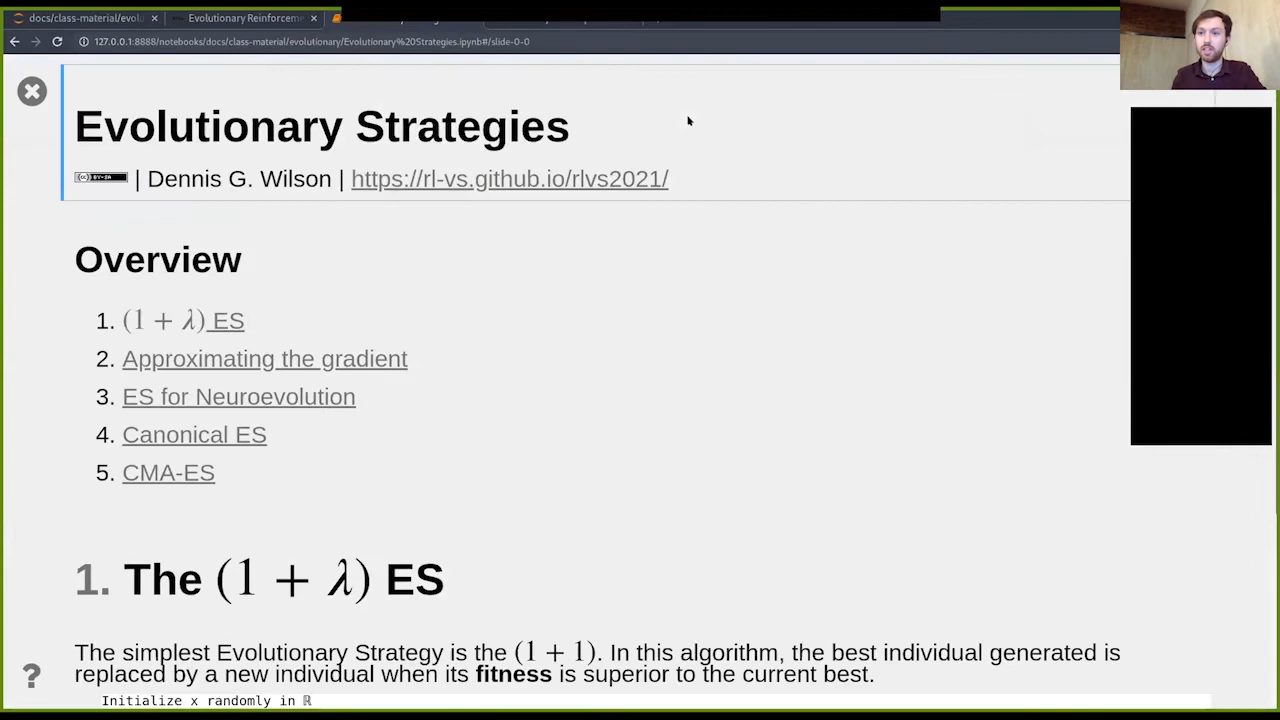 docs/class-material/evolu
Evolutionary Reinforceme
127.0.0.1:8888/notebooks/docs/class-material/evolutionary/Evolutionary%20Strategies.ipynb#/slide-0-0
Evolutionary Strategies
(cc) BY-SA | Dennis G. Wilson | https://rl-vs.github.io/rlvs2021/
Overview
1. (1 + λ) ES
2. Approximating the gradient
3. ES for Neuroevolution
4. Canonical ES
5. CMA-ES
1. The (1 + λ) ES
The simplest Evolutionary Strategy is the (1 + 1). In this algorithm, the best individual generated is
replaced by a new individual when its fitness is superior to the current best.
Initialize x randomly in ℝ
?